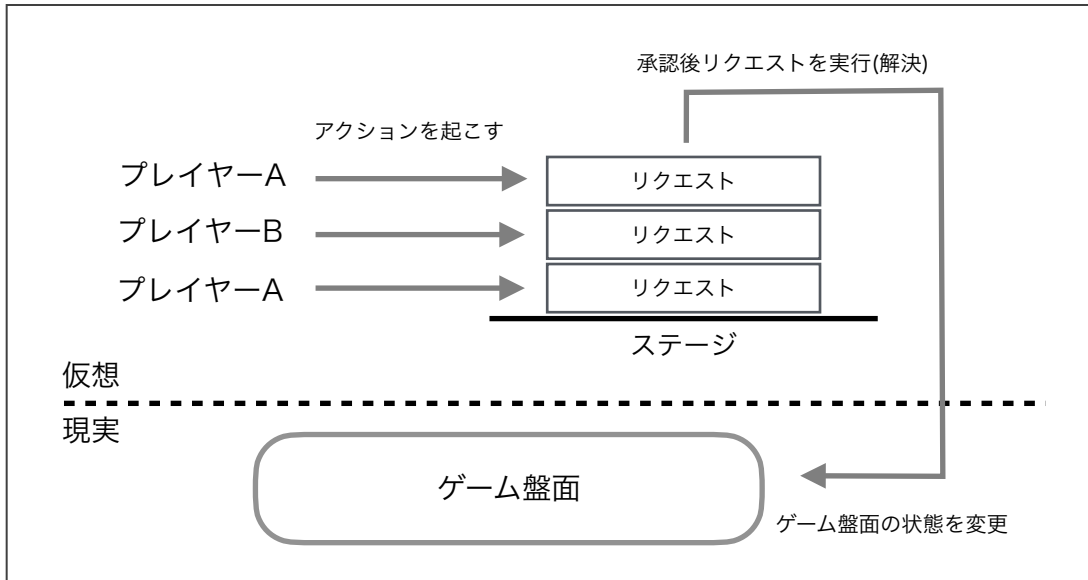 承認後リクエストを実行(解決)
アクションを起こす
プレイヤーA
リクエスト
プレイヤーB
リクエスト
プレイヤーA
リクエスト
ステージ
仮想
現実
ゲーム盤面
ゲーム盤面の状態を変更